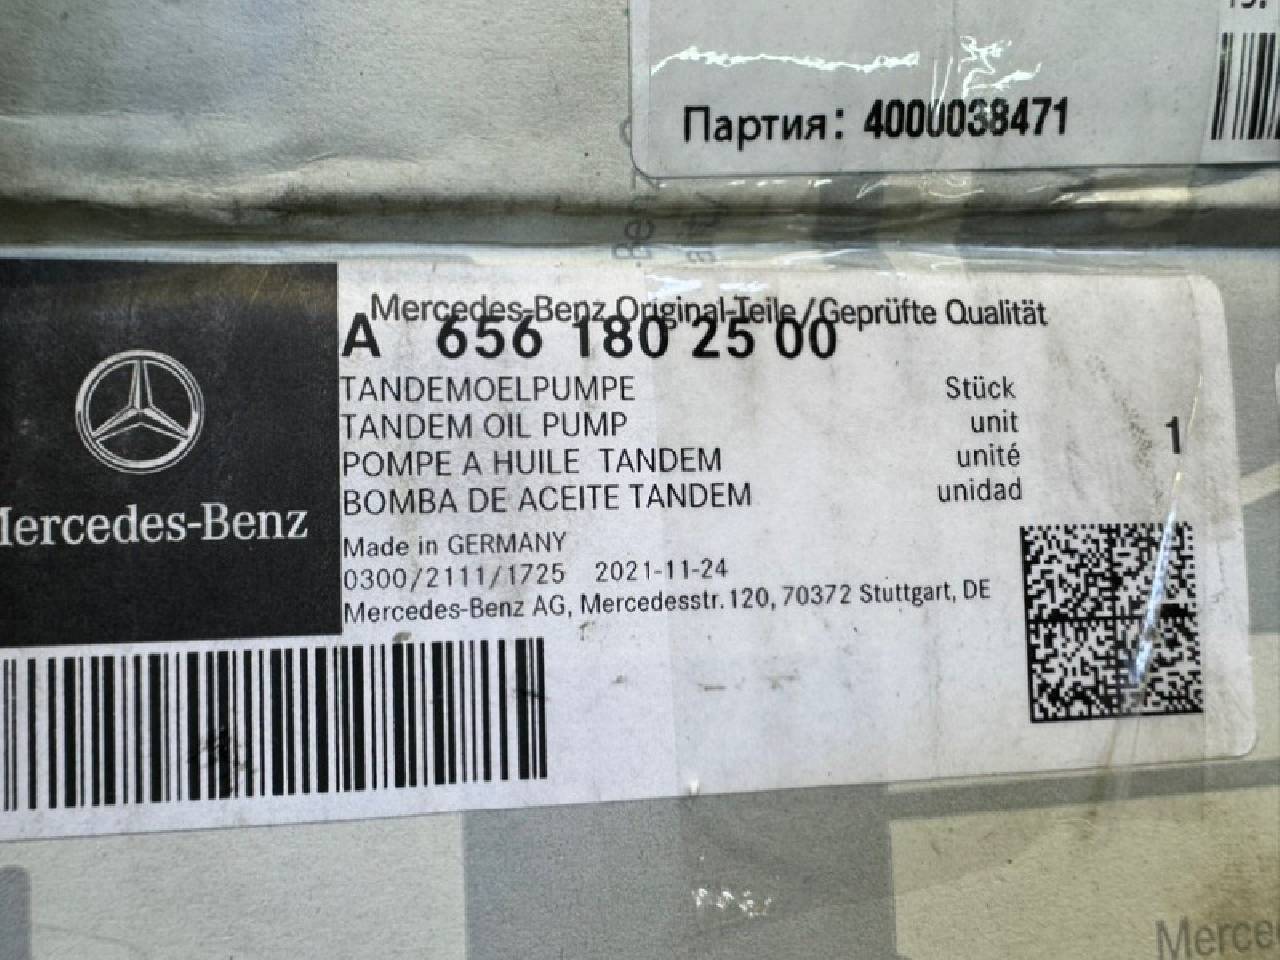 Партия: 4000038471
Mercedes-Benz Original-Teile/Geprüfte Qualität
A 656 180 25 00
TANDEMOELPUMPE Stück
TANDEM OIL PUMP unit 1
POMPE A HUILE TANDEM unité
BOMBA DE ACEITE TANDEM unidad
Mercedes-Benz
Made in GERMANY
0300/2111/1725 2021-11-24
Mercedes-Benz AG, Mercedesstr. 120, 70372 Stuttgart, DE